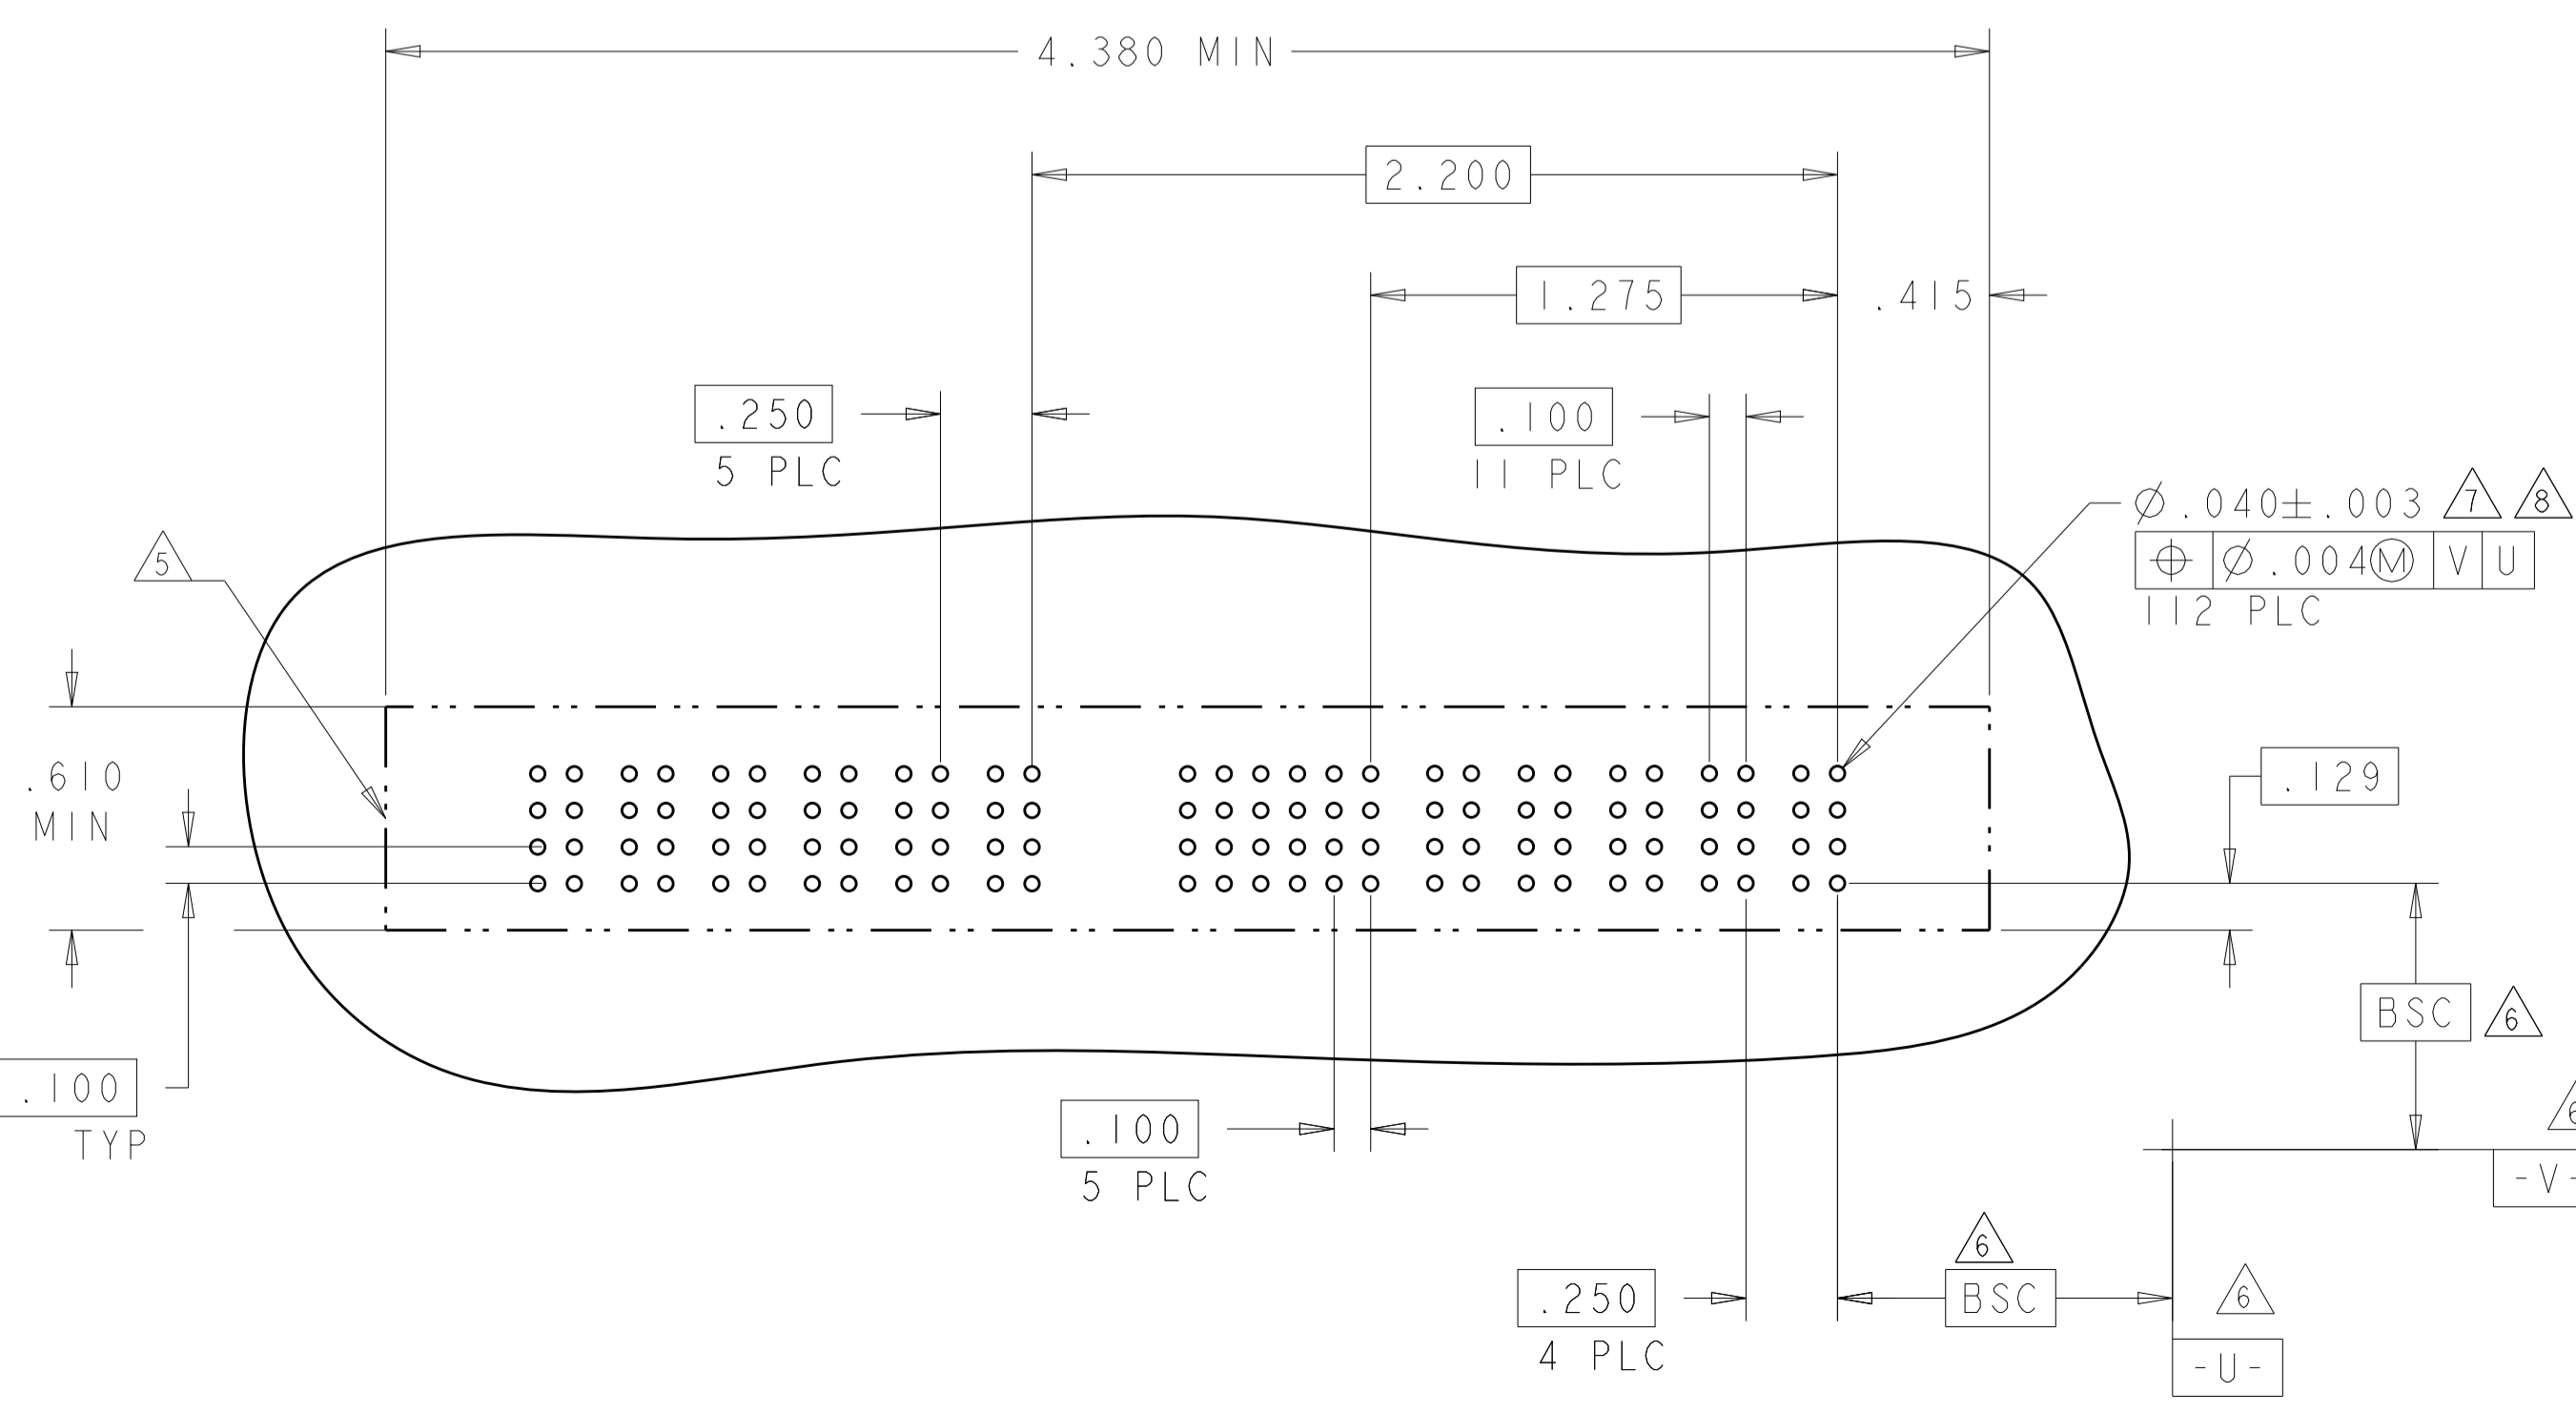 4.380 MIN
2.200
1.275
.415
.250
5 PLC
.100
11 PLC
⌀.040±.003 7 8
⌖ ⌀.004Ⓜ V U
112 PLC
5
.610
MIN
.129
BSC 6
.100
TYP
.100
5 PLC
6
-V-
6
.250
4 PLC
BSC
6
-U-